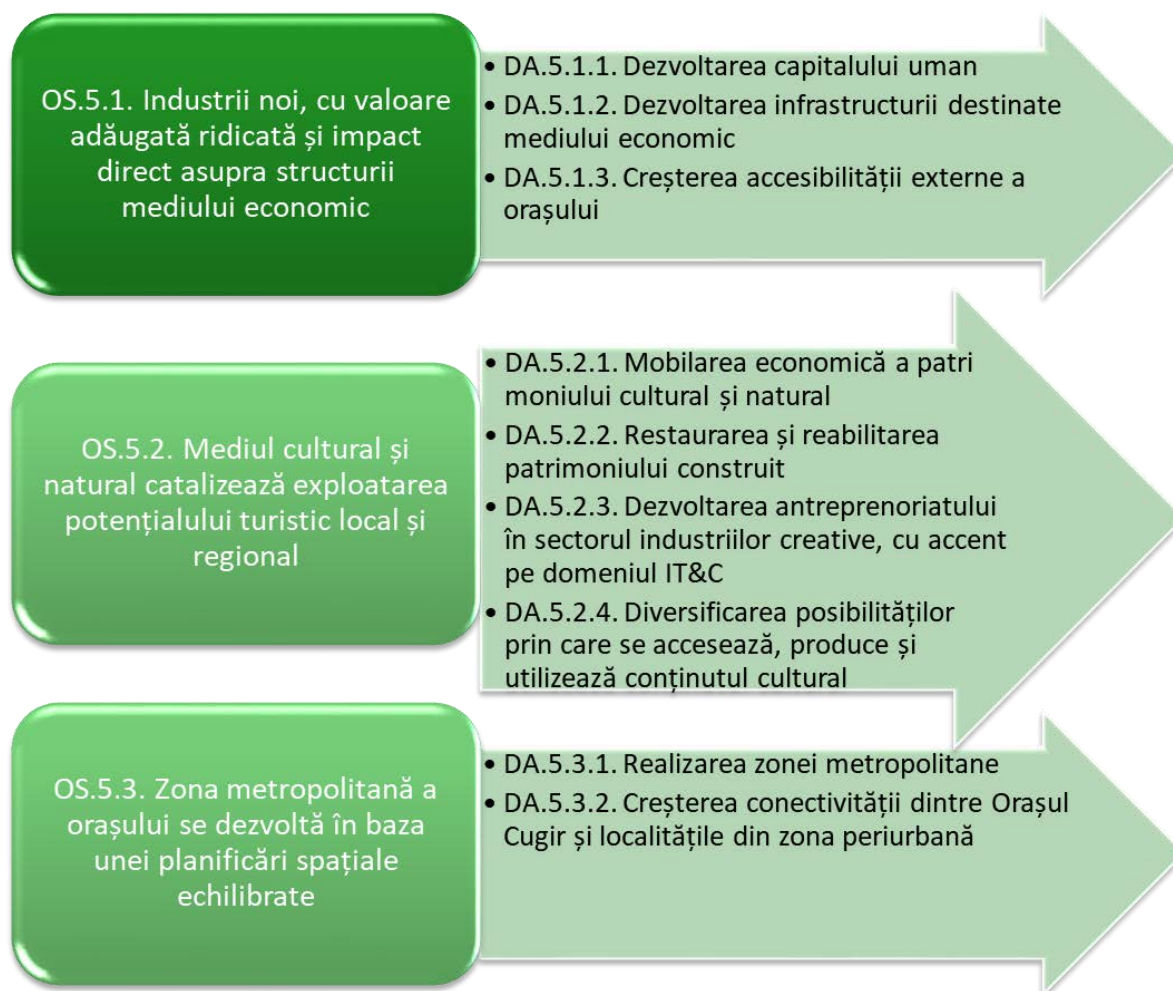 OS.5.1. Industrii noi, cu valoare
adăugată ridicată și impact
direct asupra structurii
mediului economic
• DA.5.1.1. Dezvoltarea capitalului uman
• DA.5.1.2. Dezvoltarea infrastructurii destinate
mediului economic
• DA.5.1.3. Creșterea accesibilității externe a
orașului
OS.5.2. Mediul cultural și
natural catalizează exploatarea
potențialului turistic local și
regional
• DA.5.2.1. Mobilarea economică a patri
moniului cultural și natural
• DA.5.2.2. Restaurarea și reabilitarea
patrimoniului construit
• DA.5.2.3. Dezvoltarea antreprenoriatului
în sectorul industriilor creative, cu accent
pe domeniul IT&C
• DA.5.2.4. Diversificarea posibilităților
prin care se accesează, produce și
utilizează conținutul cultural
OS.5.3. Zona metropolitană a
orașului se dezvoltă în baza
unei planificări spațiale
echilibrate
• DA.5.3.1. Realizarea zonei metropolitane
• DA.5.3.2. Creșterea conectivității dintre Orașul
Cugir și localitățile din zona periurbană